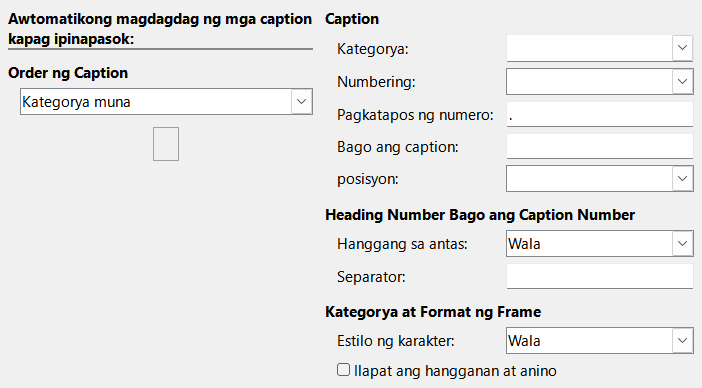 Awtomatikong magdagdag ng mga caption
kapag ipinapasok:
Order ng Caption
Kategorya muna
Caption
Kategorya:
Numbering:
Pagkatapos ng numero: .
Bago ang caption:
posisyon:
Heading Number Bago ang Caption Number
Hanggang sa antas: Wala
Separator:
Kategorya at Format ng Frame
Estilo ng karakter: Wala
Ilapat ang hangganan at anino